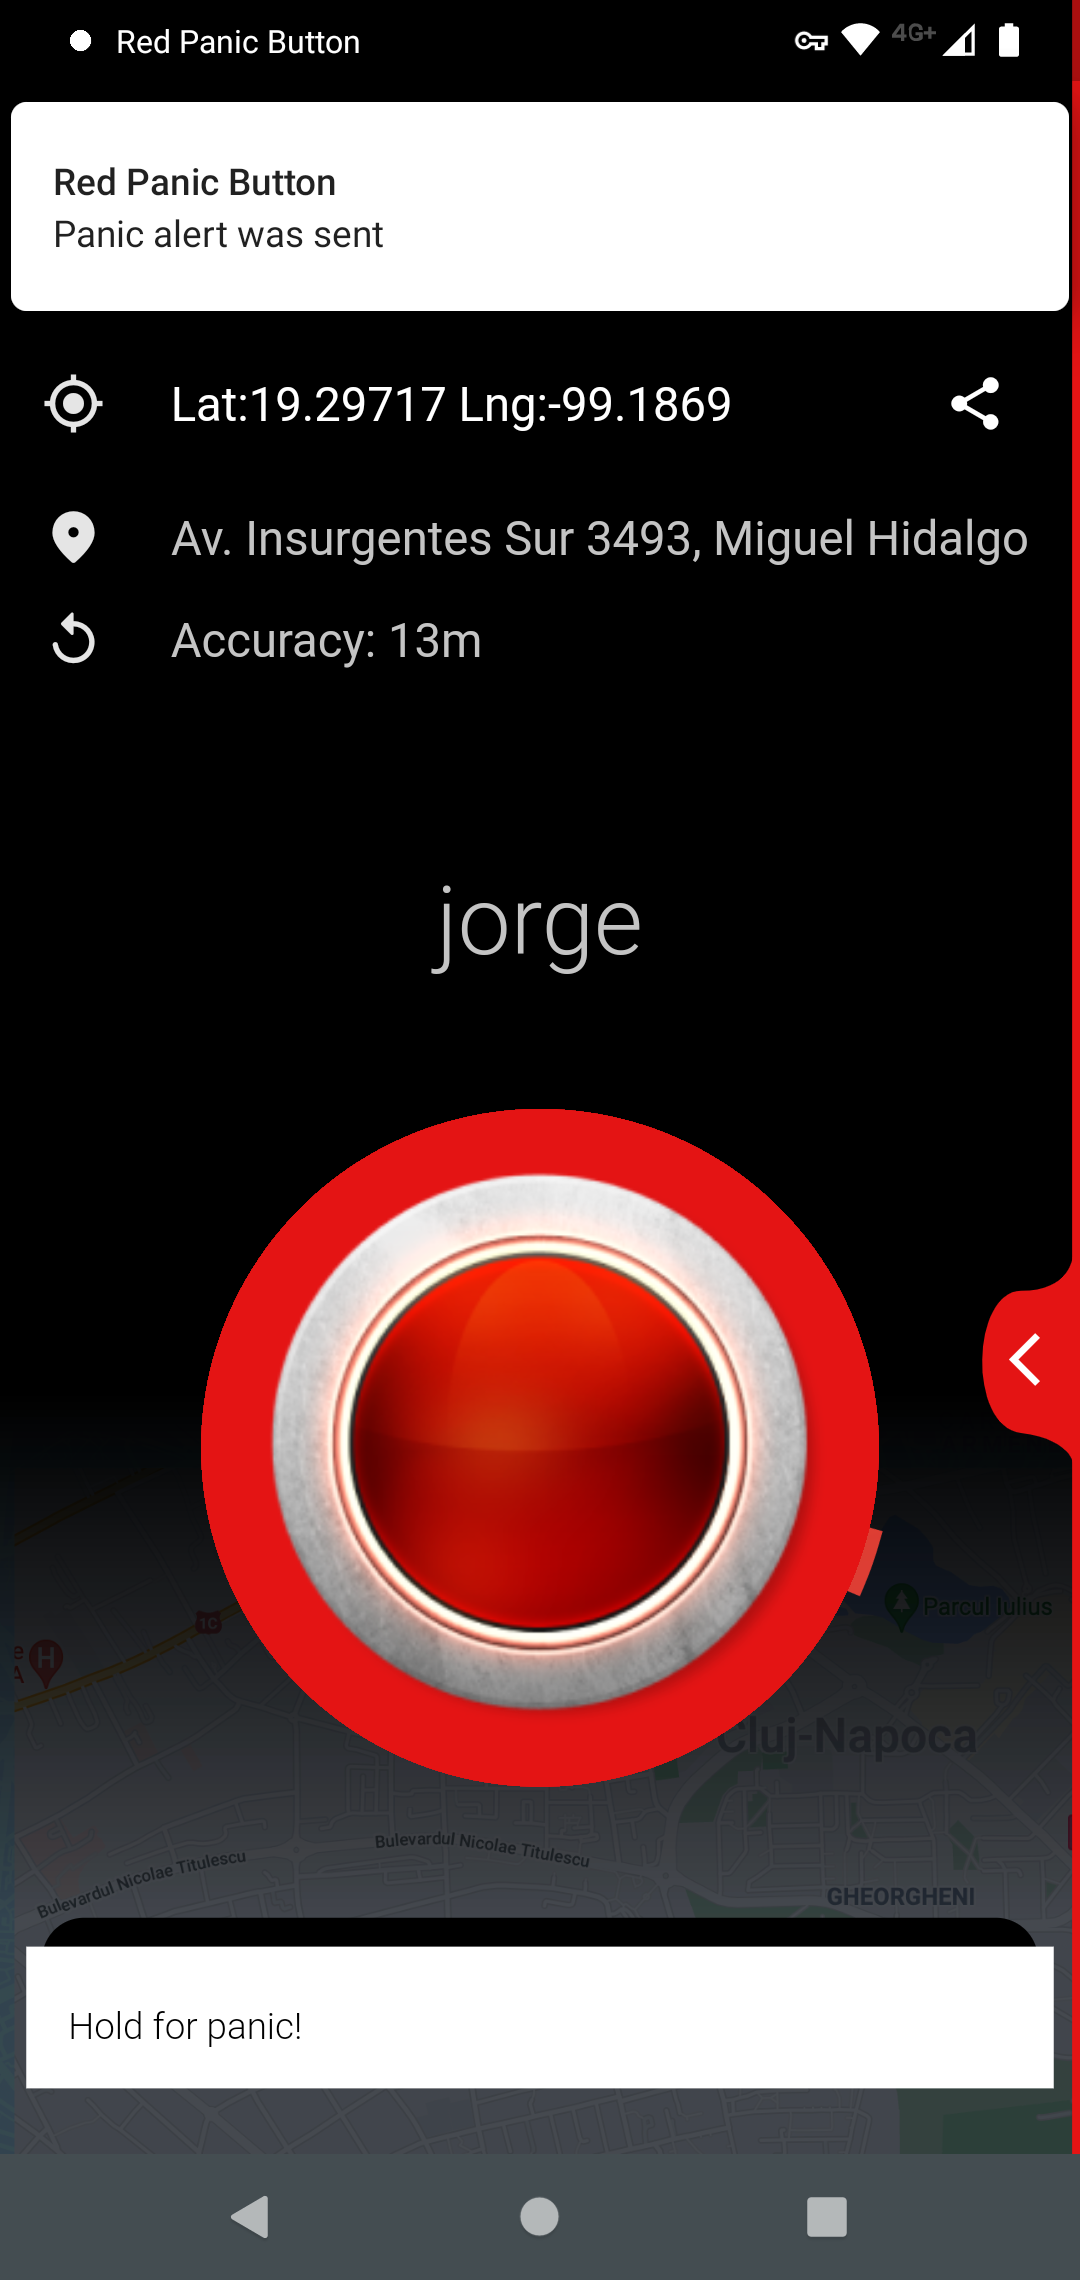 Red Panic Button
4G+
Red Panic Button
Panic alert was sent
Lat:19.29717 Lng:-99.1869
Av. Insurgentes Sur 3493, Miguel Hidalgo
Accuracy: 13m
jorge
1C
Parcul Iulius
e
H
A
Cluj-Napoca
Bulevardul Nicolae Titulescu
Bulevardul Nicolae Titulescu
GHEORGHENI
Hold for panic!